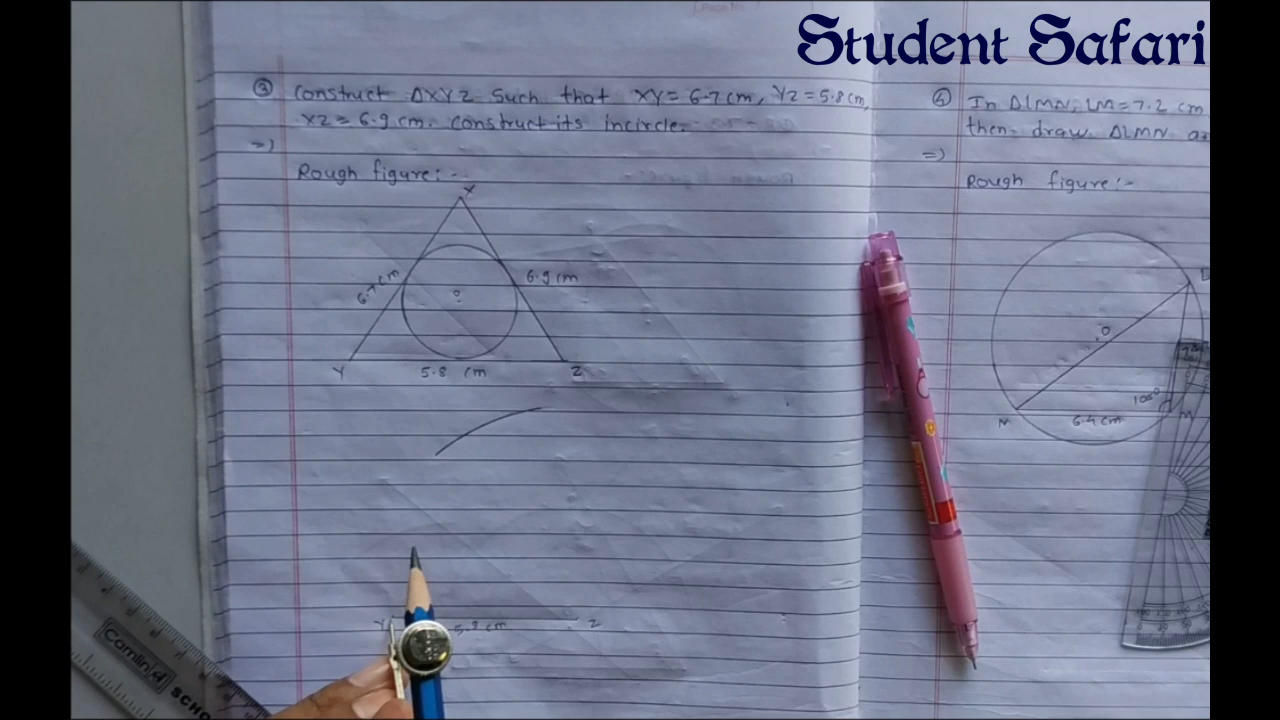 Student Safari
③ Construct ΔXYZ such that XY = 6.7 cm, YZ = 5.8 cm,
XZ = 6.9 cm. construct its incircle.
=)
Rough figure:-
X
6.7 cm
6.9 cm
O
Y
5.8 cm
Z
Y
5.8 cm
Z
In ΔLMN, LM = 7.2 cm
then draw ΔLMN
=)
Rough figure:-
L
O
105°
N
6.4 cm
M
Camlin